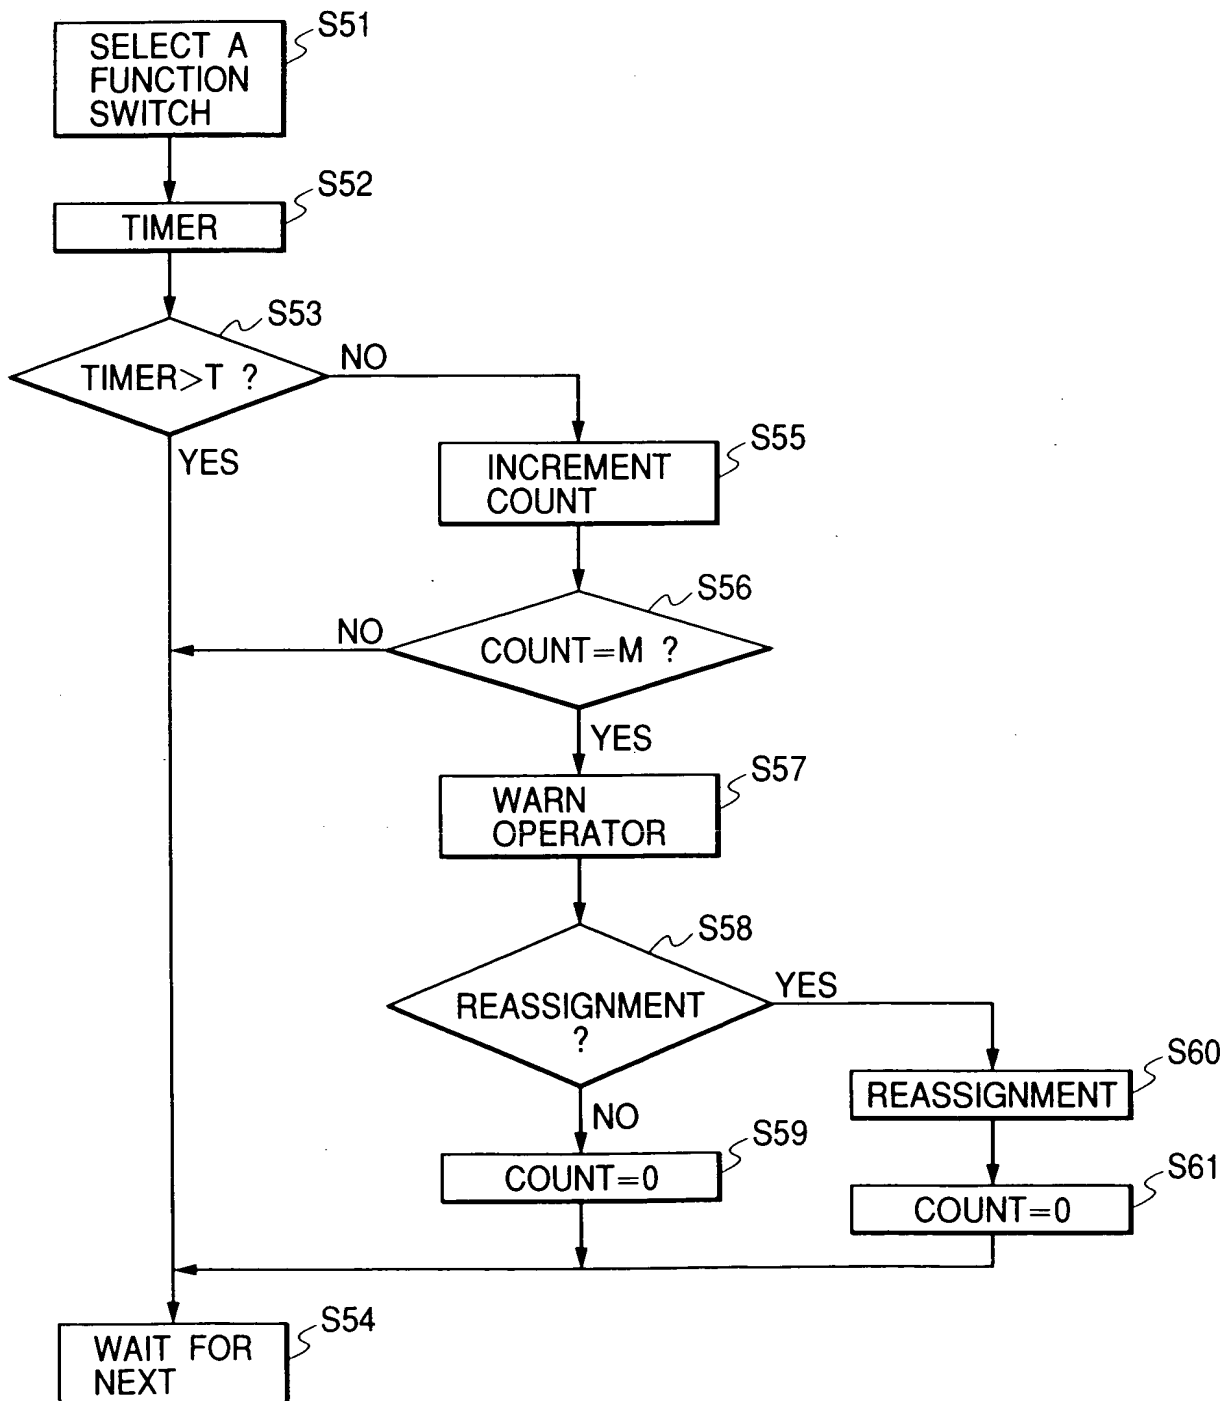 S51
SELECT A
FUNCTION
SWITCH
S52
TIMER
S53
TIMER>T ?
NO
YES
S55
INCREMENT
COUNT
S56
NO
COUNT=M ?
YES
S57
WARN
OPERATOR
S58
YES
REASSIGNMENT
?
S60
REASSIGNMENT
NO
S59
COUNT=0
S61
COUNT=0
S54
WAIT FOR
NEXT